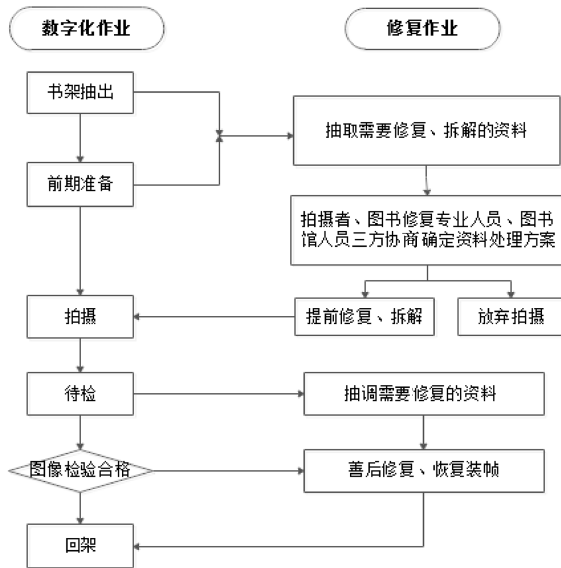 数字化作业
修复作业
书架抽出
抽取需要修复、拆解的资料
前期准备
拍摄者、图书修复专业人员、图书
馆人员三方协商确定资料处理方案
拍摄
提前修复、拆解
放弃拍摄
待检
抽调需要修复的资料
图像检验合格
善后修复、恢复装帧
回架